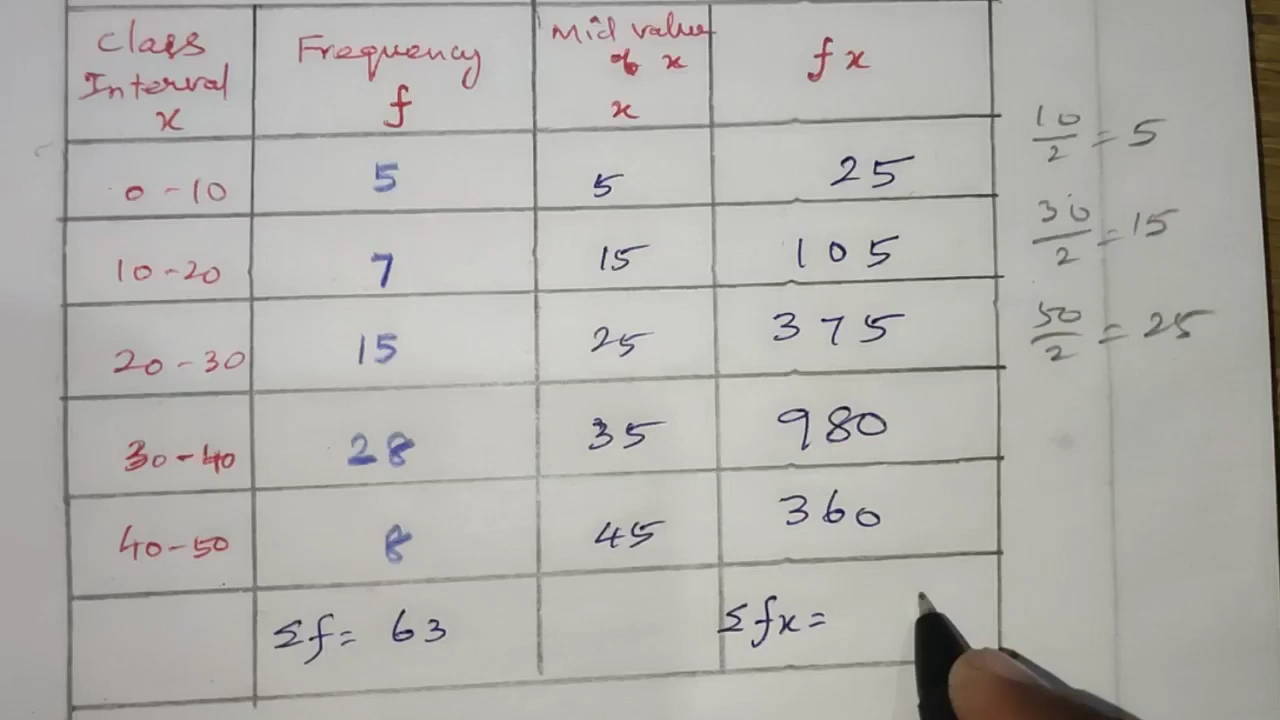 Class Interval x Frequency f Mid value of x x fx
0-10 5 5 25
10-20 7 15 105
20-30 15 25 375
30-40 28 35 980
40-50 8 45 360
Σf= 63 Σfx=
10/2 = 5
30/2 = 15
50/2 = 25